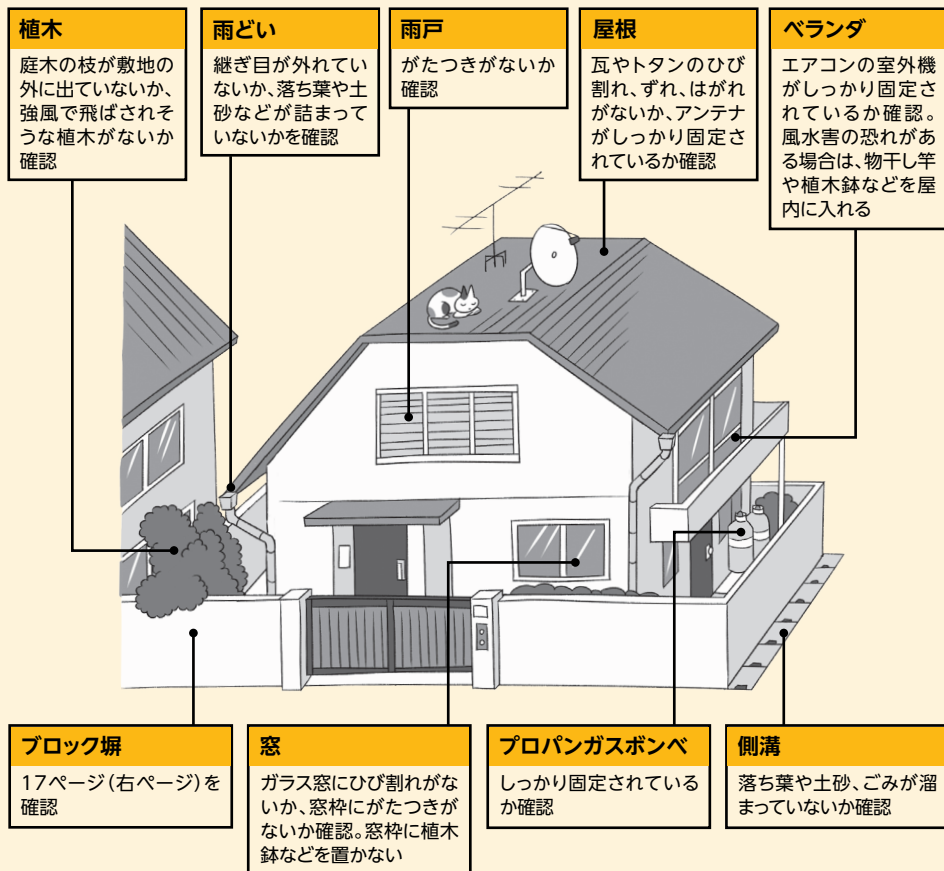 植木
庭木の枝が敷地の
外に出ていないか、
強風で飛ばされそ
うな植木がないか
確認
雨どい
継ぎ目が外れてい
ないか、落ち葉や土
砂などが詰まって
いないかを確認
雨戸
がたつきがないか
確認
屋根
瓦やトタンのひび
割れ、ずれ、はがれ
がないか、アンテナ
がしっかり固定さ
れているか確認
ベランダ
エアコンの室外機
がしっかり固定さ
れているか確認。
風水害の恐れがあ
る場合は、物干し竿
や植木鉢などを屋
内に入れる
ブロック塀
17ページ(右ページ)を
確認
窓
ガラス窓にひび割れがな
いか、窓枠にがたつきが
ないか確認。窓枠に植木
鉢などを置かない
プロパンガスボンベ
しっかり固定されている
か確認
側溝
落ち葉や土砂、ごみが溜
まっていないか確認